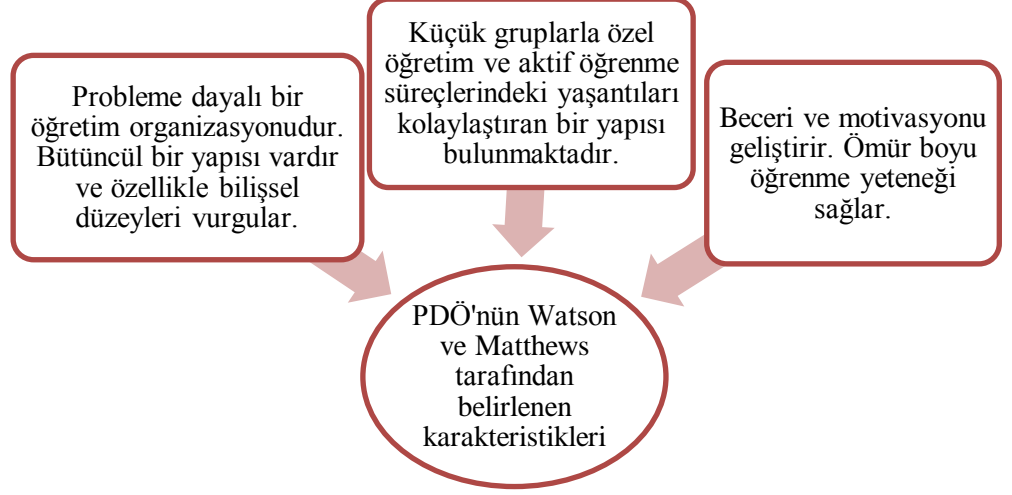 Probleme dayalı bir
öğretim organizasyonudur.
Bütüncül bir yapısı vardır
ve özellikle bilişsel
düzeyleri vurgular.
Küçük gruplarla özel
öğretim ve aktif öğrenme
süreçlerindeki yaşantıları
kolaylaştıran bir yapısı
bulunmaktadır.
Beceri ve motivasyonu
geliştirir. Ömür boyu
öğrenme yeteneği
sağlar.
PDÖ'nün Watson
ve Matthews
tarafından
belirlenen
karakteristikleri